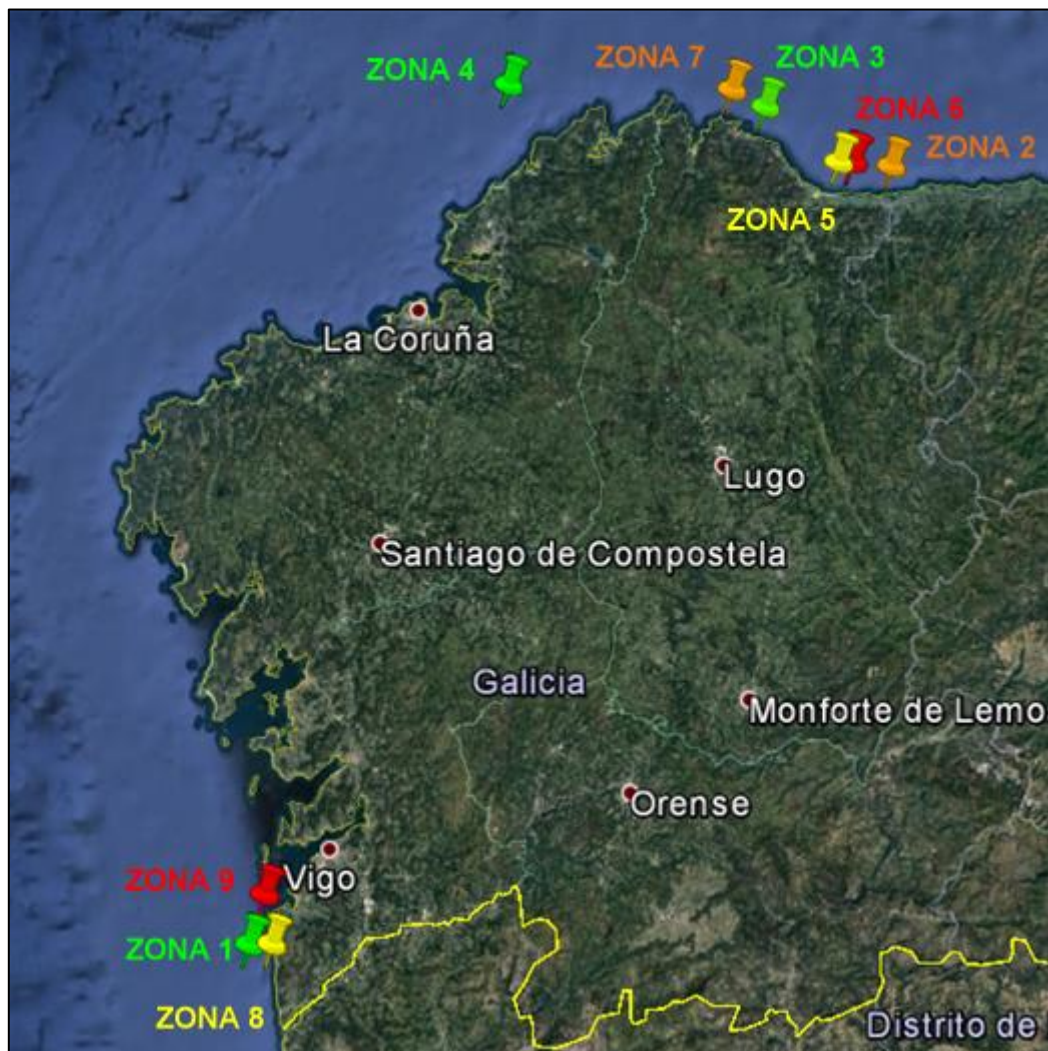 ZONA 4
ZONA 7
ZONA 3
ZONA 6
ZONA 2
ZONA 5
La Coruña
Lugo
Santiago de Compostela
Galicia
Monforte de Lemo
Orense
Vigo
ZONA 9
ZONA 1
ZONA 8
Distrito de